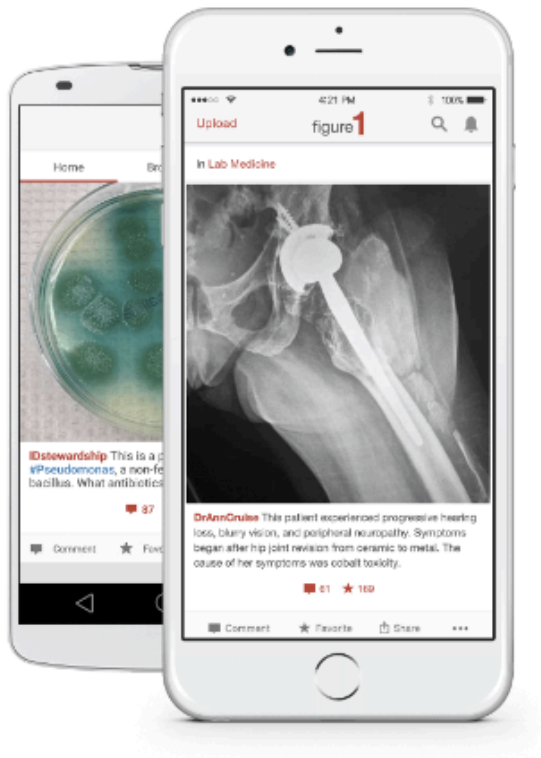 4:21 PM
100%
Upload
figure1
In Lab Medicine
DrAnnCruise This patient experienced progressive hearing
loss, blurry vision, and peripheral neuropathy. Symptoms
began after hip joint revision from ceramic to metal. The
cause of her symptoms was cobalt toxicity.
61
169
Comment
Favorite
Share
Home
Bro
IDstewardship This is a p
#Pseudomonas, a non-fe
bacillus. What antibiotics
87
Comment
Favo